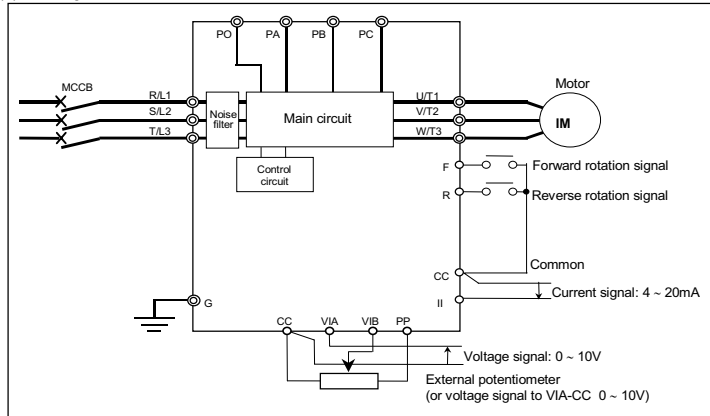 PO PA PB PC
MCCB
Motor
R/L1
S/L2
T/L3
Noise
filter
Main circuit
U/T1
V/T2
W/T3
IM
Control
circuit
F
Forward rotation signal
R
Reverse rotation signal
Common
CC
Current signal: 4 ~ 20mA
II
G
CC VIA VIB PP
Voltage signal: 0 ~ 10V
External potentiometer
(or voltage signal to VIA-CC 0 ~ 10V)